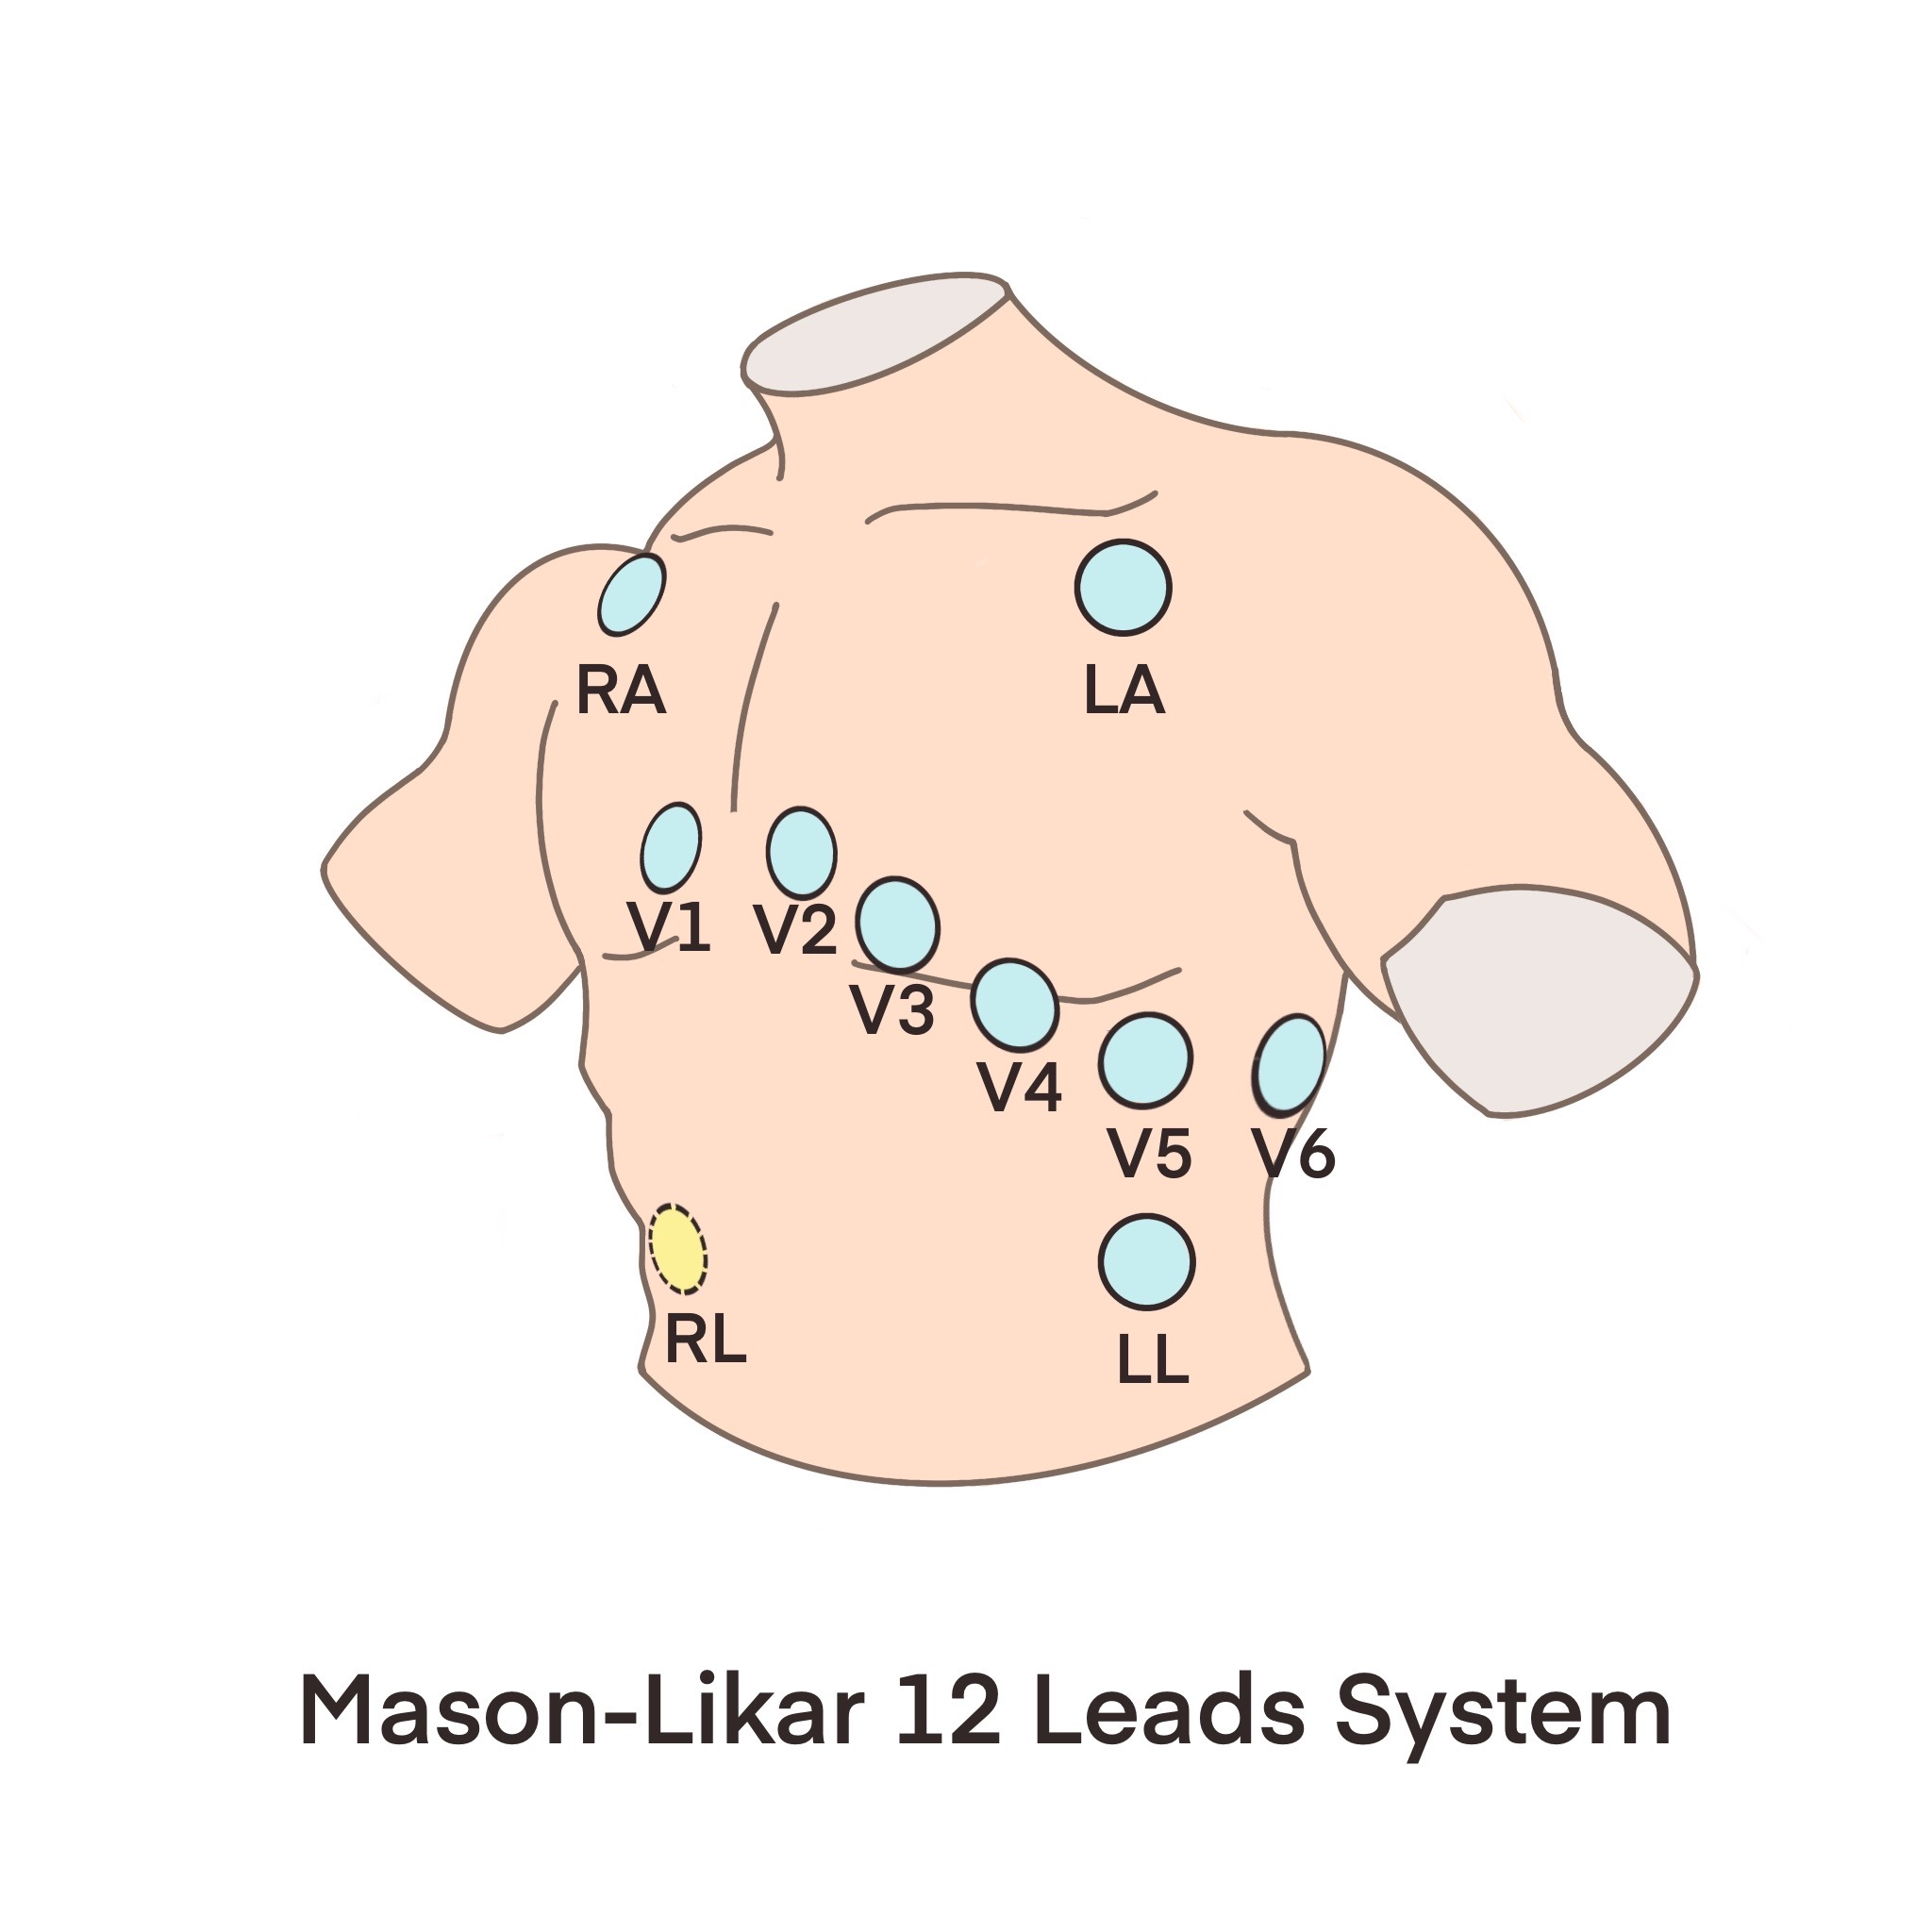 RA
LA
V1
V2
V3
V4
V5
V6
RL
LL
Mason-Likar 12 Leads System